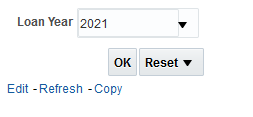 Loan Year 2021
OK Reset
Edit -Refresh -Copy